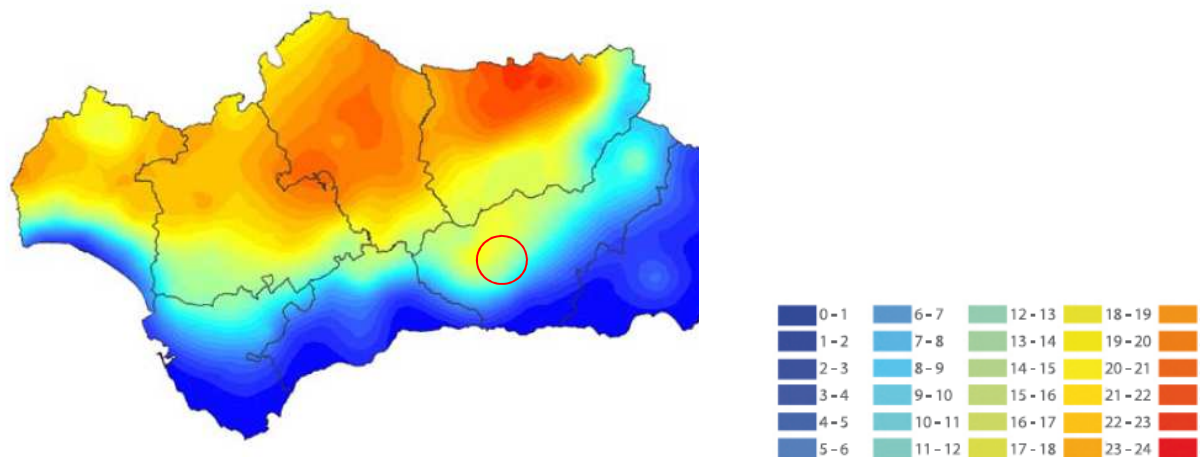 0 - 1 6 - 7 12 - 13 18 - 19
1 - 2 7 - 8 13 - 14 19 - 20
2 - 3 8 - 9 14 - 15 20 - 21
3 - 4 9 - 10 15 - 16 21 - 22
4 - 5 10 - 11 16 - 17 22 - 23
5 - 6 11 - 12 17 - 18 23 - 24